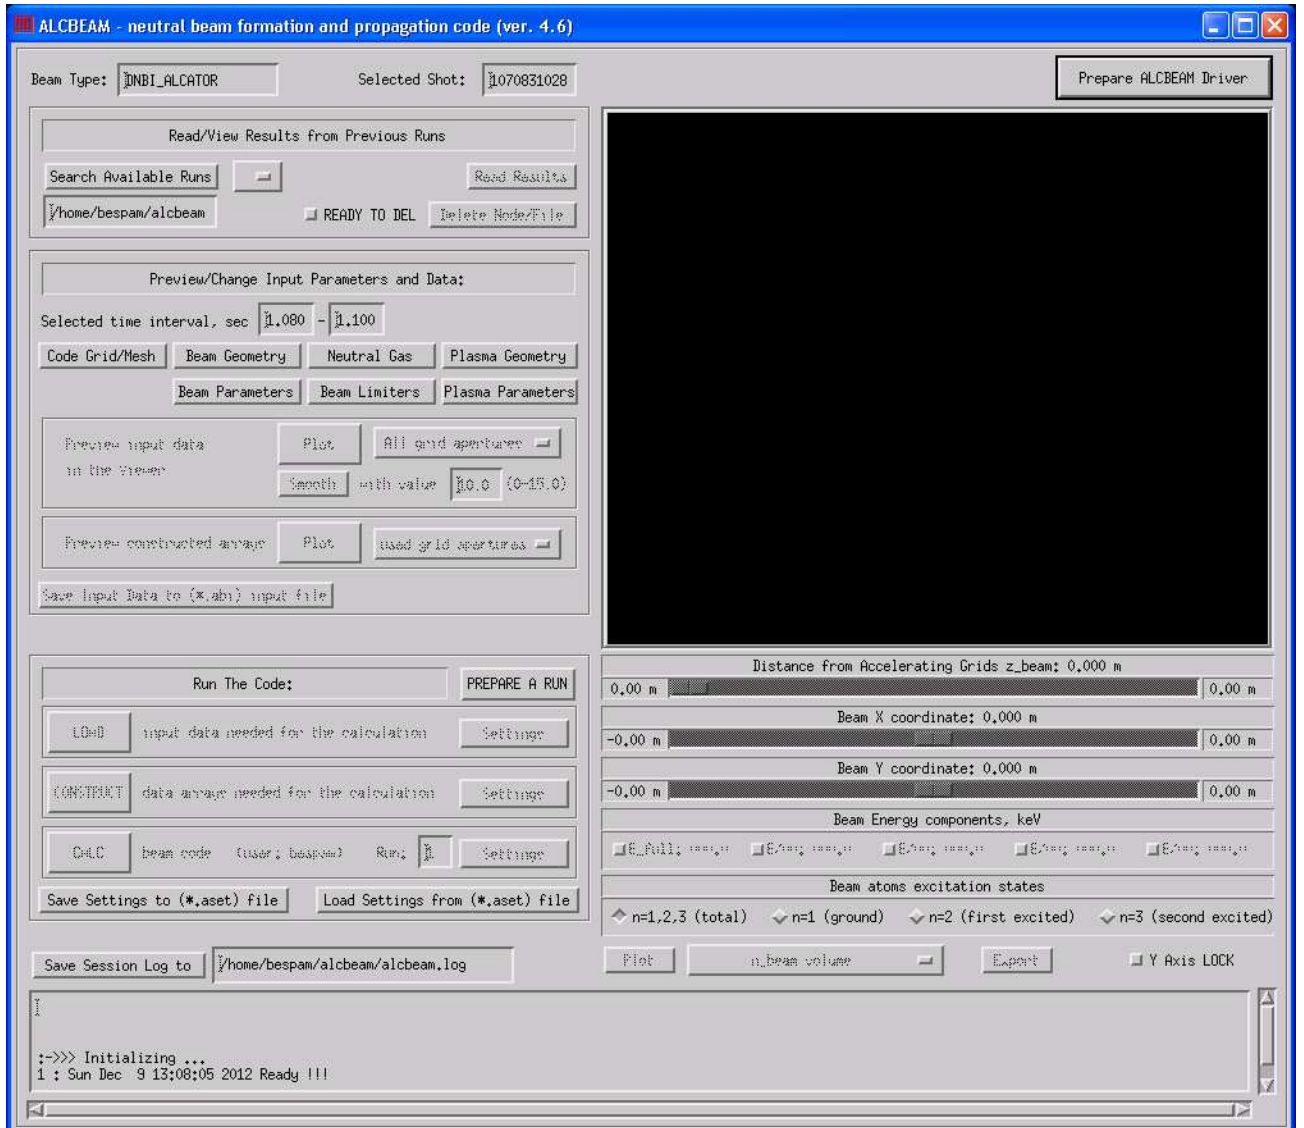 ALCBEAM - neutral beam formation and propagation code (ver. 4.6)
Beam Type: DNBI_ALCATOR Selected Shot: 1070831028 Prepare ALCBEAM Driver
Read/View Results from Previous Runs
Search Available Runs Read Results
/home/bespam/alcbeam READY TO DEL Delete Node/File
Preview/Change Input Parameters and Data:
Selected time interval, sec 1.080 - 1.100
Code Grid/Mesh Beam Geometry Neutral Gas Plasma Geometry
Beam Parameters Beam Limiters Plasma Parameters
Preview input data Plot All grid apertures
in the Viewer
Smooth with value 10.0 (0-15.0)
Preview constructed arrays Plot used grid apertures
Save Input Data to (*.abi) input file
Run The Code: PREPARE A RUN
LOAD input data needed for the calculation Settings
CONSTRUCT data arrays needed for the calculation Settings
CALC beam code (user: bespam) Run: 1 Settings
Save Settings to (*.aset) file Load Settings from (*.aset) file
Distance from Accelerating Grids z_beam: 0.000 m
0.00 m 0.00 m
Beam X coordinate: 0.000 m
-0.00 m 0.00 m
Beam Y coordinate: 0.000 m
-0.00 m 0.00 m
Beam Energy components, keV
E_full:
Beam atoms excitation states
n=1,2,3 (total) n=1 (ground) n=2 (first excited) n=3 (second excited)
Save Session Log to /home/bespam/alcbeam/alcbeam.log
Plot n_beam volume Export Y Axis LOCK
:->>> Initializing ...
1 : Sun Dec 9 13:08:05 2012 Ready !!!